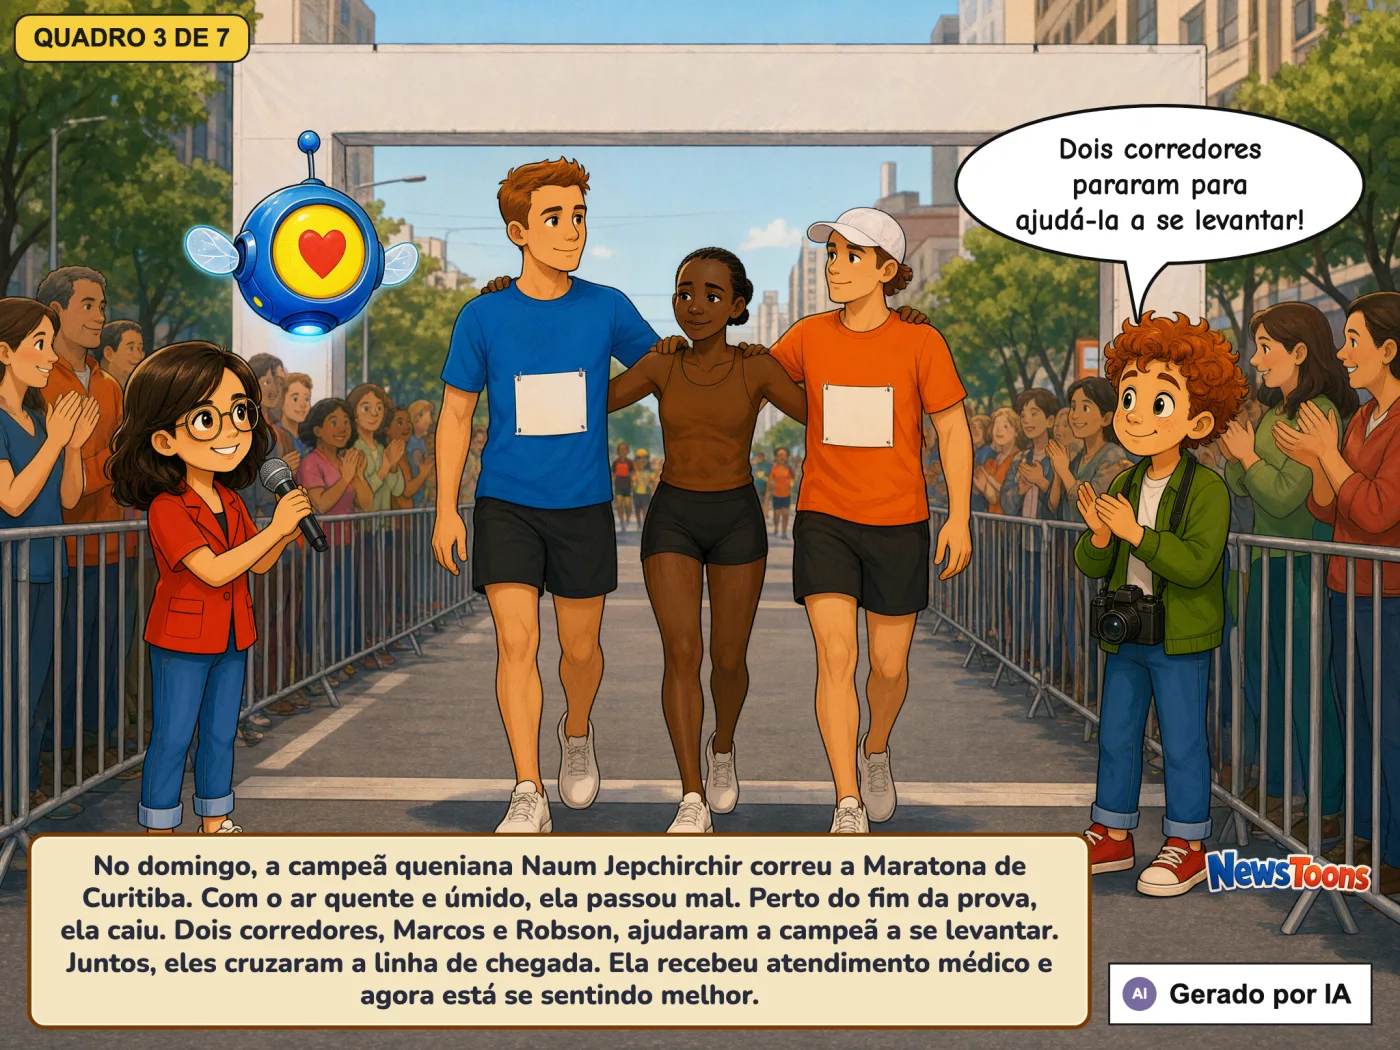 QUADRO 3 DE 7
Dois corredores
pararam para
ajudá-la a se levantar!
No domingo, a campeã queniana Naum Jepchirchir correu a Maratona de
Curitiba. Com o ar quente e úmido, ela passou mal. Perto do fim da prova,
ela caiu. Dois corredores, Marcos e Robson, ajudaram a campeã a se levantar.
Juntos, eles cruzaram a linha de chegada. Ela recebeu atendimento médico e
agora está se sentindo melhor.
NewsToons
AI Gerado por IA